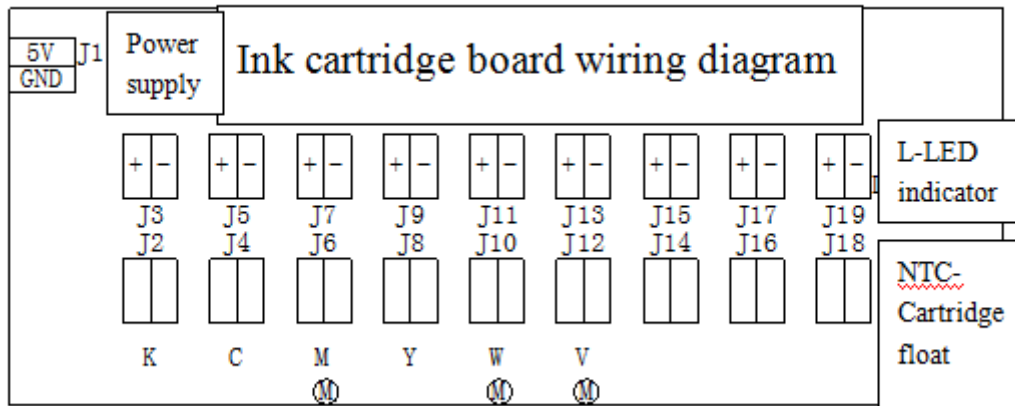 5V J1
GND
Power
supply
Ink cartridge board wiring diagram
+ - + - + - + - + - + - + - + - + -
L-LED
indicator
J3 J5 J7 J9 J11 J13 J15 J17 J19
J2 J4 J6 J8 J10 J12 J14 J16 J18
NTC-
Cartridge
float
K C M Y W V
M M M